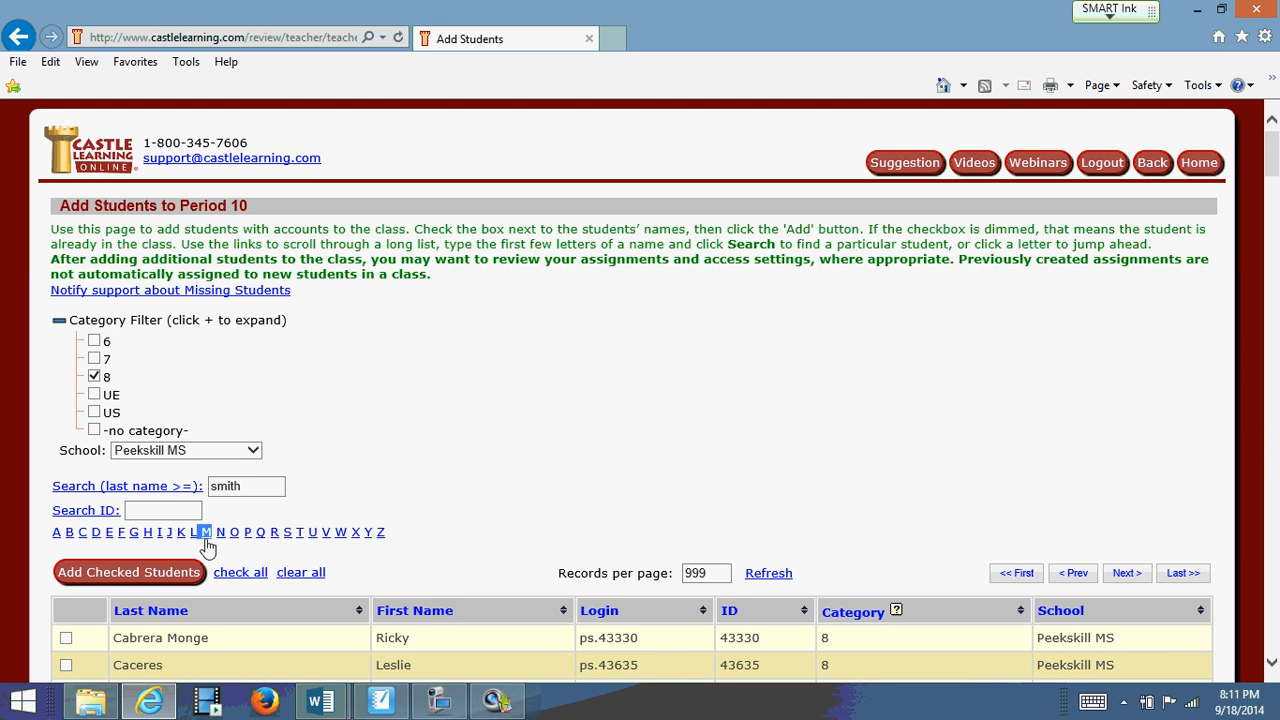 SMART Ink
http://www.castlelearning.com/review/teacher/teache
Add Students
File Edit View Favorites Tools Help
Page Safety Tools
CASTLE LEARNING ONLINE
1-800-345-7606
support@castlelearning.com
Suggestion Videos Webinars Logout Back Home
Add Students to Period 10
Use this page to add students with accounts to the class. Check the box next to the students' names, then click the 'Add' button. If the checkbox is dimmed, that means the student is
already in the class. Use the links to scroll through a long list, type the first few letters of a name and click Search to find a particular student, or click a letter to jump ahead.
After adding additional students to the class, you may want to review your assignments and access settings, where appropriate. Previously created assignments are
not automatically assigned to new students in a class.
Notify support about Missing Students
Category Filter (click + to expand)
6
7
8
UE
US
-no category-
School: Peekskill MS
Search (last name >=): smith
Search ID:
A B C D E F G H I J K L M N O P Q R S T U V W X Y Z
Add Checked Students check all clear all Records per page: 999 Refresh << First < Prev Next > Last >>
Last Name First Name Login ID Category ? School
Cabrera Monge Ricky ps.43330 43330 8 Peekskill MS
Caceres Leslie ps.43635 43635 8 Peekskill MS
8:11 PM
9/18/2014